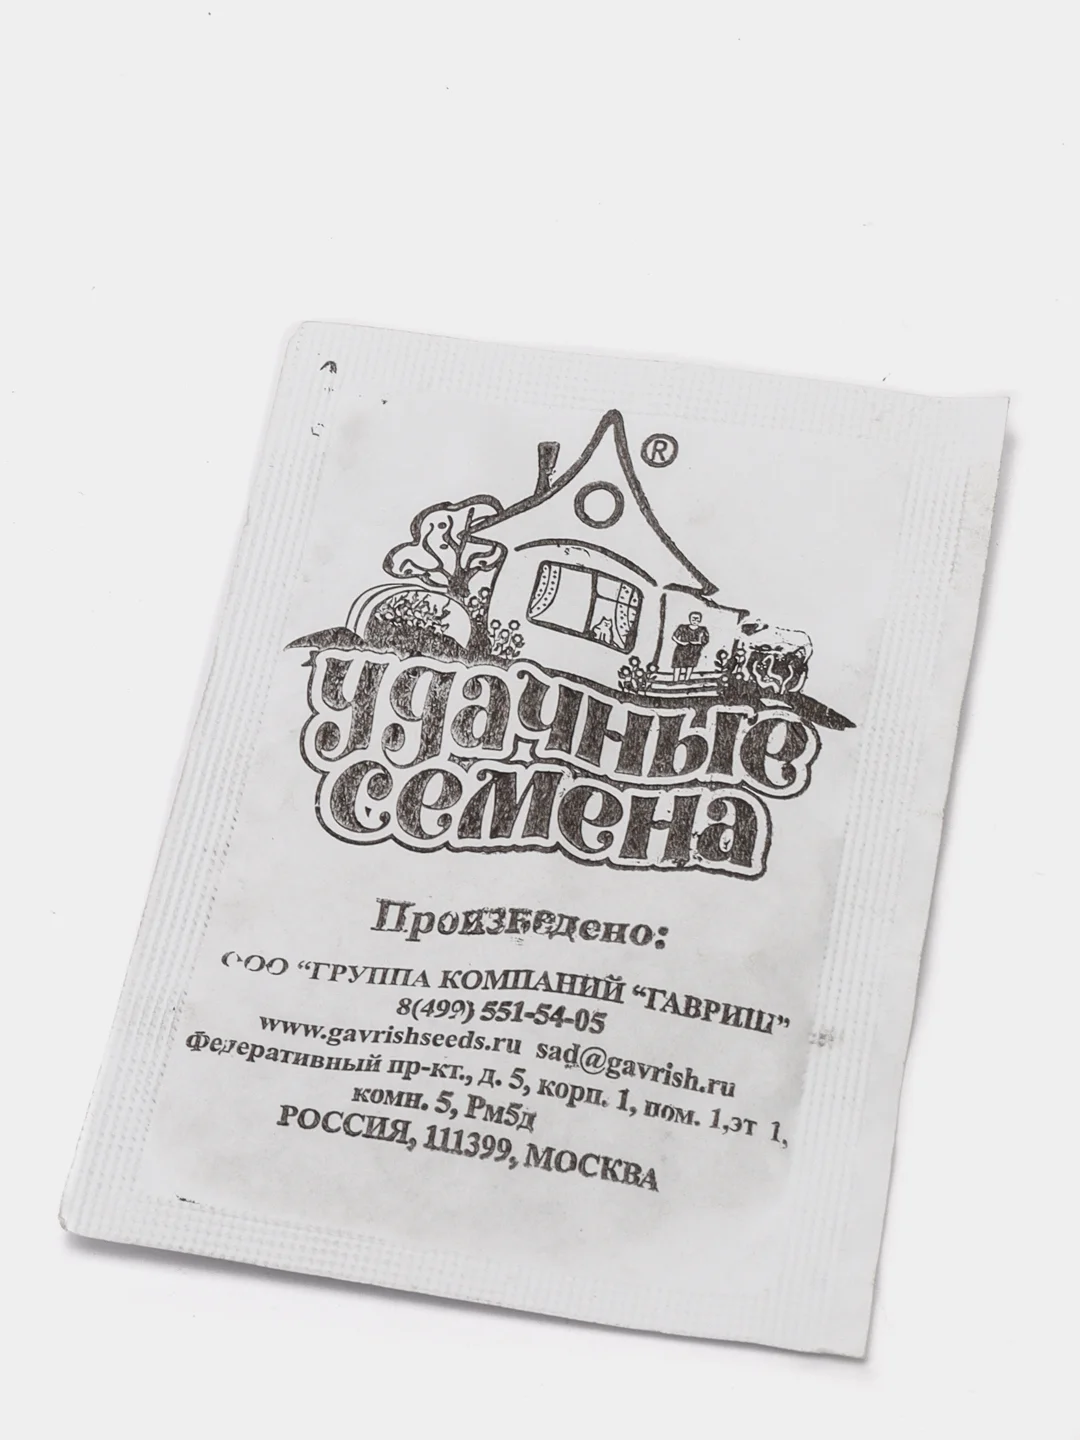 ®
удачные
семена
Произведено:
ООО "ГРУППА КОМПАНИЙ "ГАВРИШ"
8(499) 551-54-05
www.gavrishseeds.ru sad@gavrish.ru
Федеративный пр-кт., д. 5, корп. 1, пом. 1,эт 1,
комн. 5, Рм5д
РОССИЯ, 111399, МОСКВА